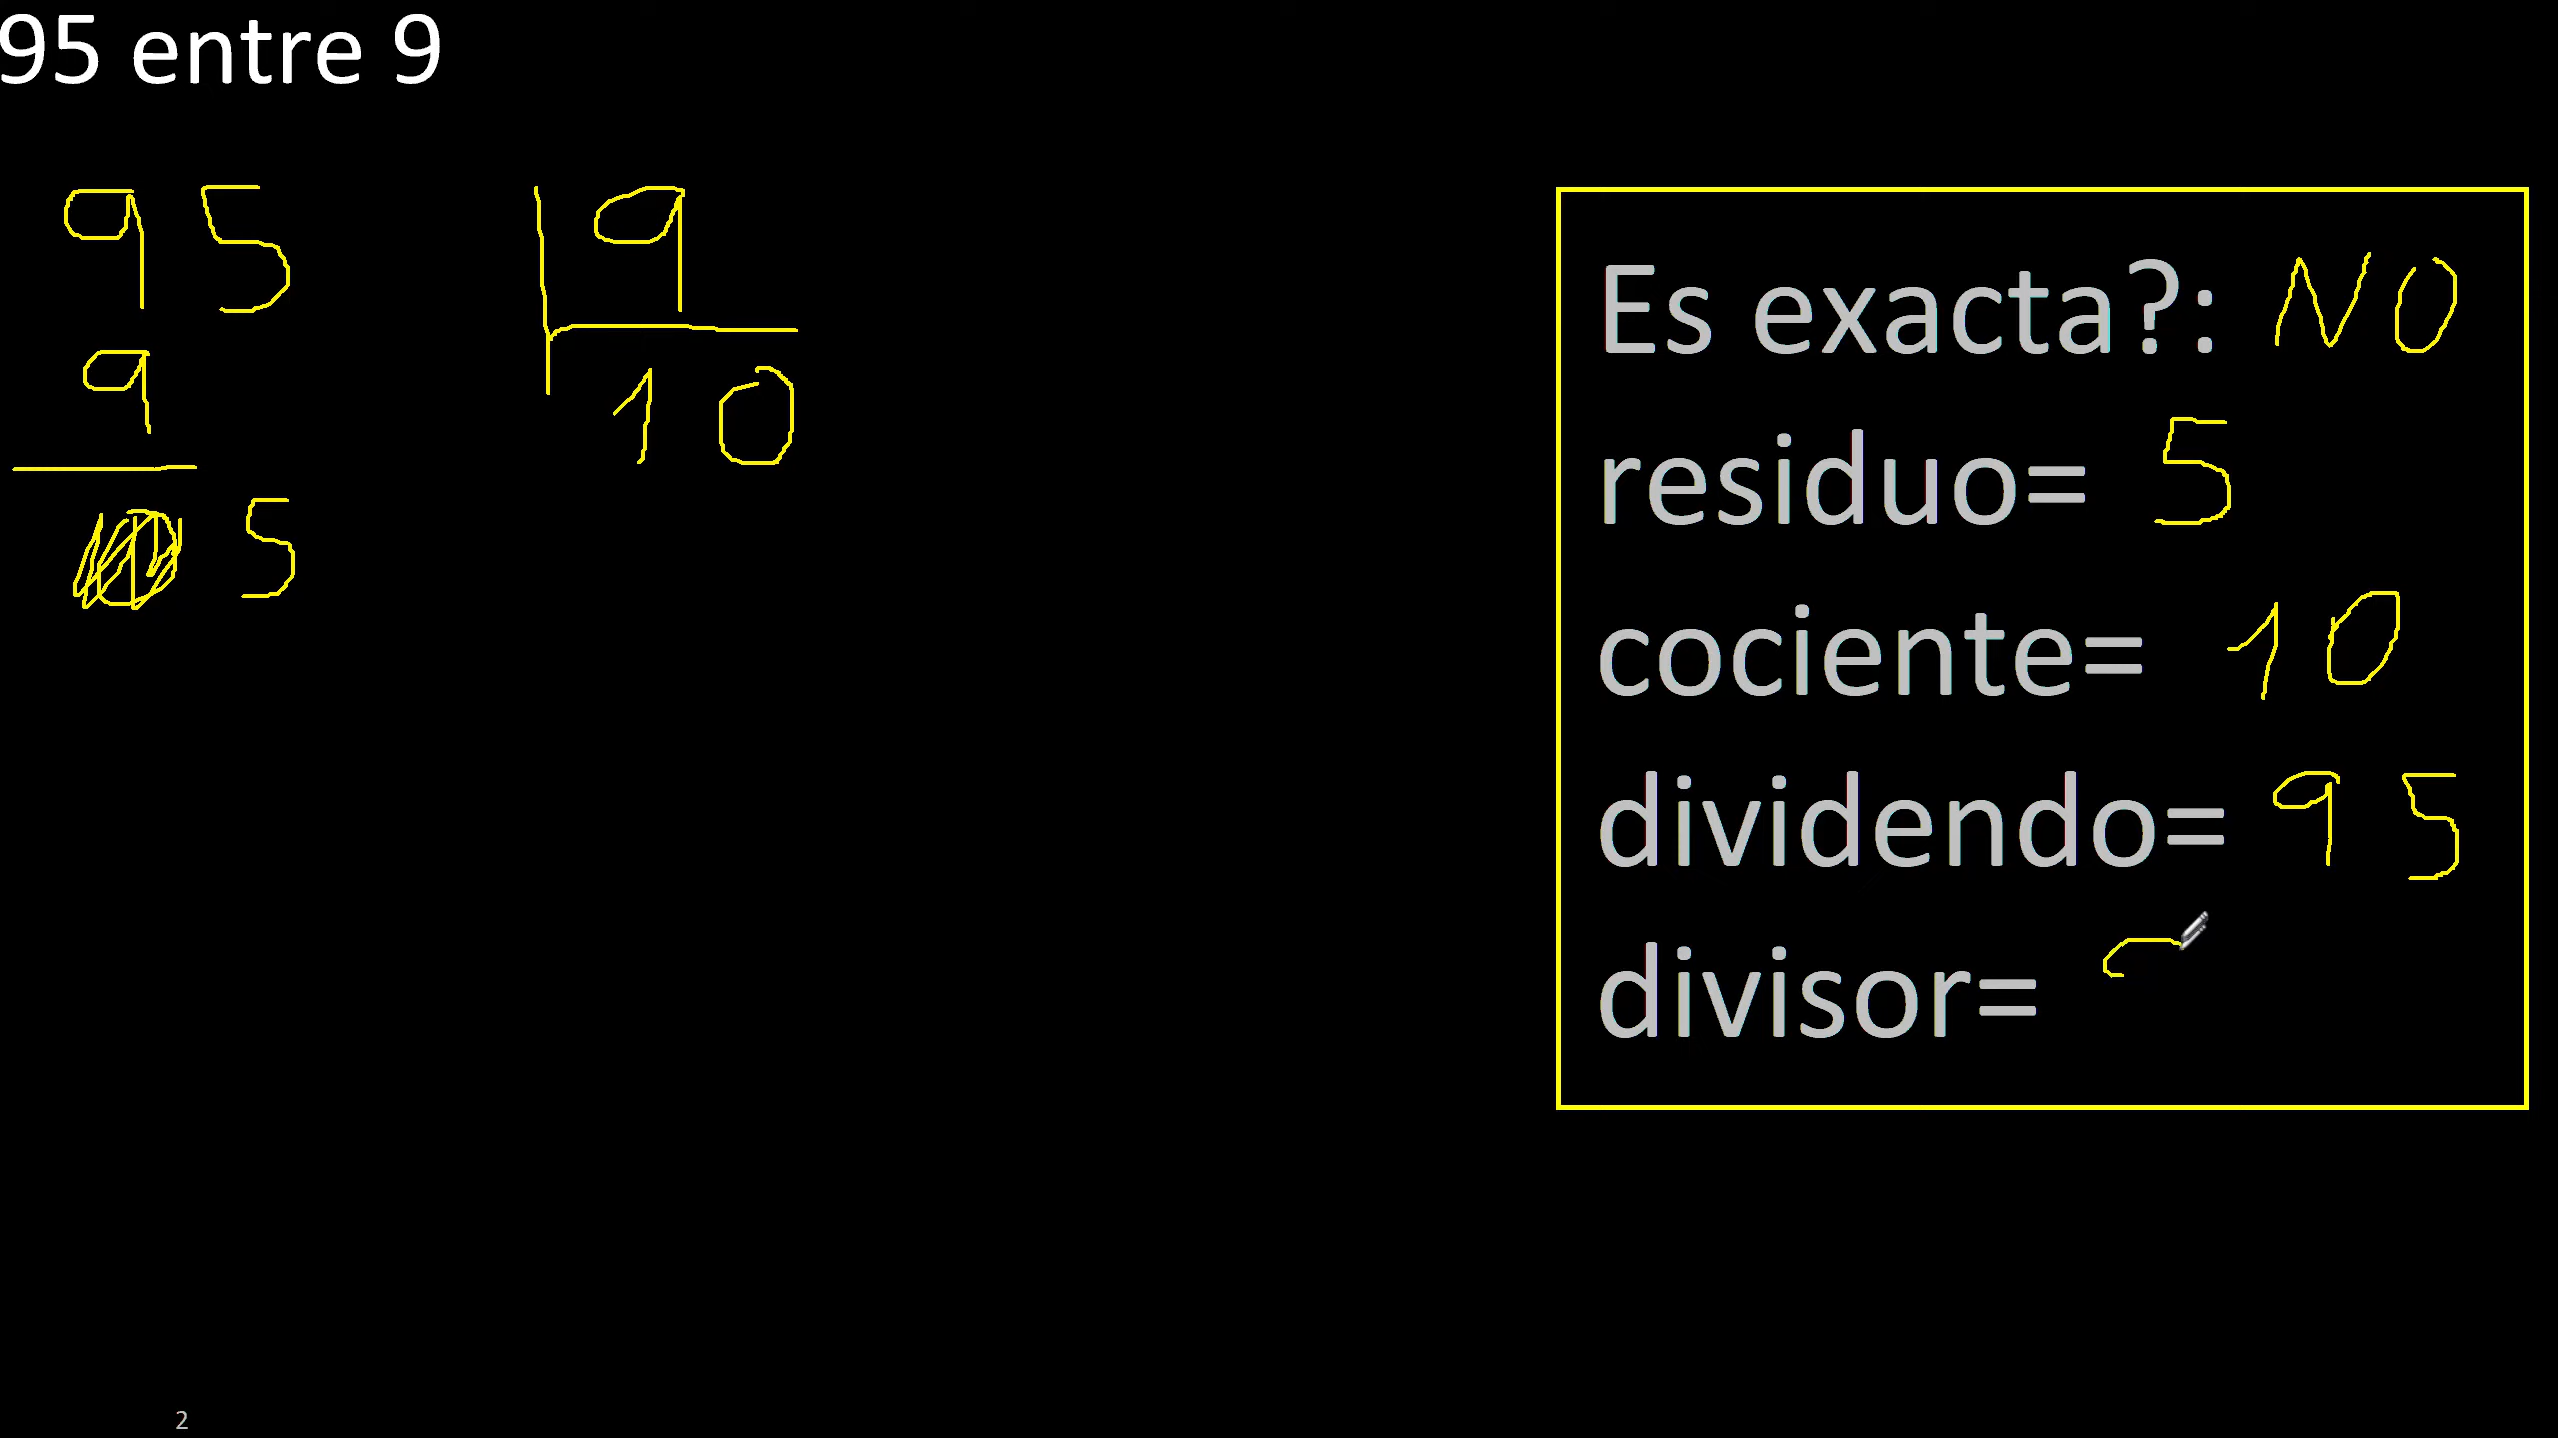 95 entre 9
95 9
9 10
5
Es exacta?: NO
residuo= 5
cociente= 10
dividendo= 95
divisor=
2